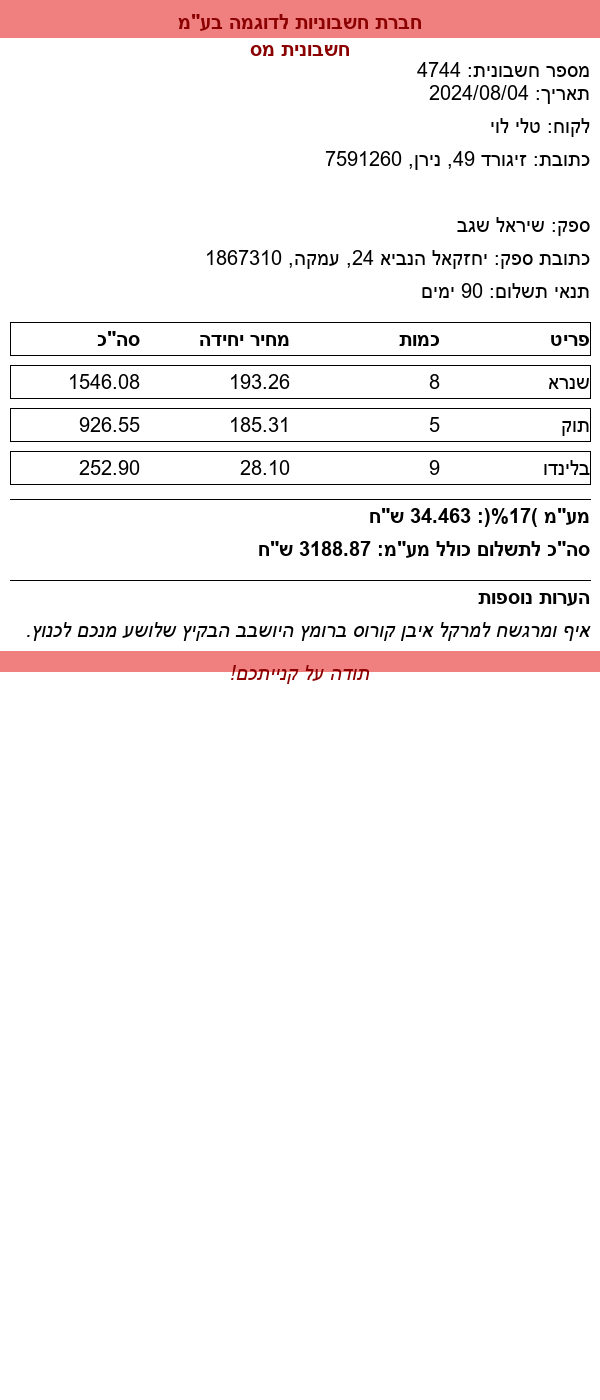 חברת חשבוניות לדוגמה בע"מ
חשבונית מס
מספר חשבונית: 4744
תאריך: 2024/08/04
לקוח: טלי לוי
כתובת: זיגורד 49, נירן, 7591260
ספק: שיראל שגב
כתובת ספק: יחזקאל הנביא 24, עמקה, 1867310
תנאי תשלום: 90 ימים
פריט כמות מחיר יחידה סה"כ
שנרא 8 193.26 1546.08
תוק 5 185.31 926.55
בלינדו 9 28.10 252.90
מע"מ )17%(: 34.463 ש"ח
סה"כ לתשלום כולל מע"מ: 3188.87 ש"ח
הערות נוספות
איף ומרגשח למרקל איבן קורוס ברומץ היושבב הבקיץ שלושע מנכם לכנוץ.
תודה על קנייתכם!